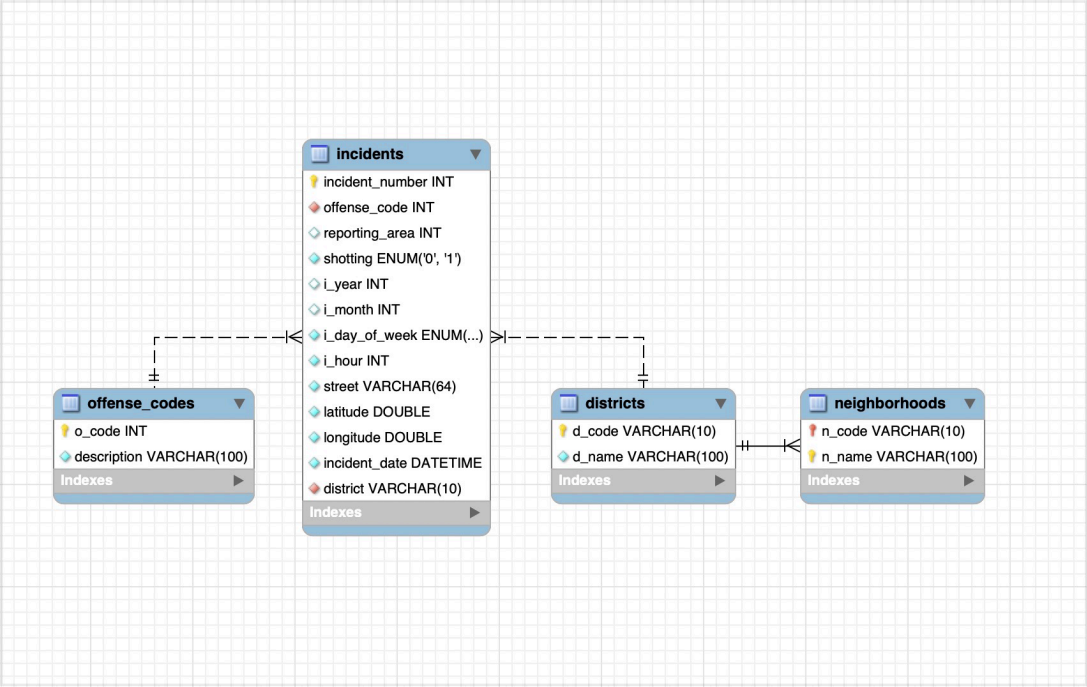 incidents
incident_number INT
offense_code INT
reporting_area INT
shotting ENUM('0', '1')
i_year INT
i_month INT
i_day_of_week ENUM(...)
i_hour INT
street VARCHAR(64)
latitude DOUBLE
longitude DOUBLE
incident_date DATETIME
district VARCHAR(10)
Indexes
offense_codes
o_code INT
description VARCHAR(100)
Indexes
districts
d_code VARCHAR(10)
d_name VARCHAR(100)
Indexes
neighborhoods
n_code VARCHAR(10)
n_name VARCHAR(100)
Indexes